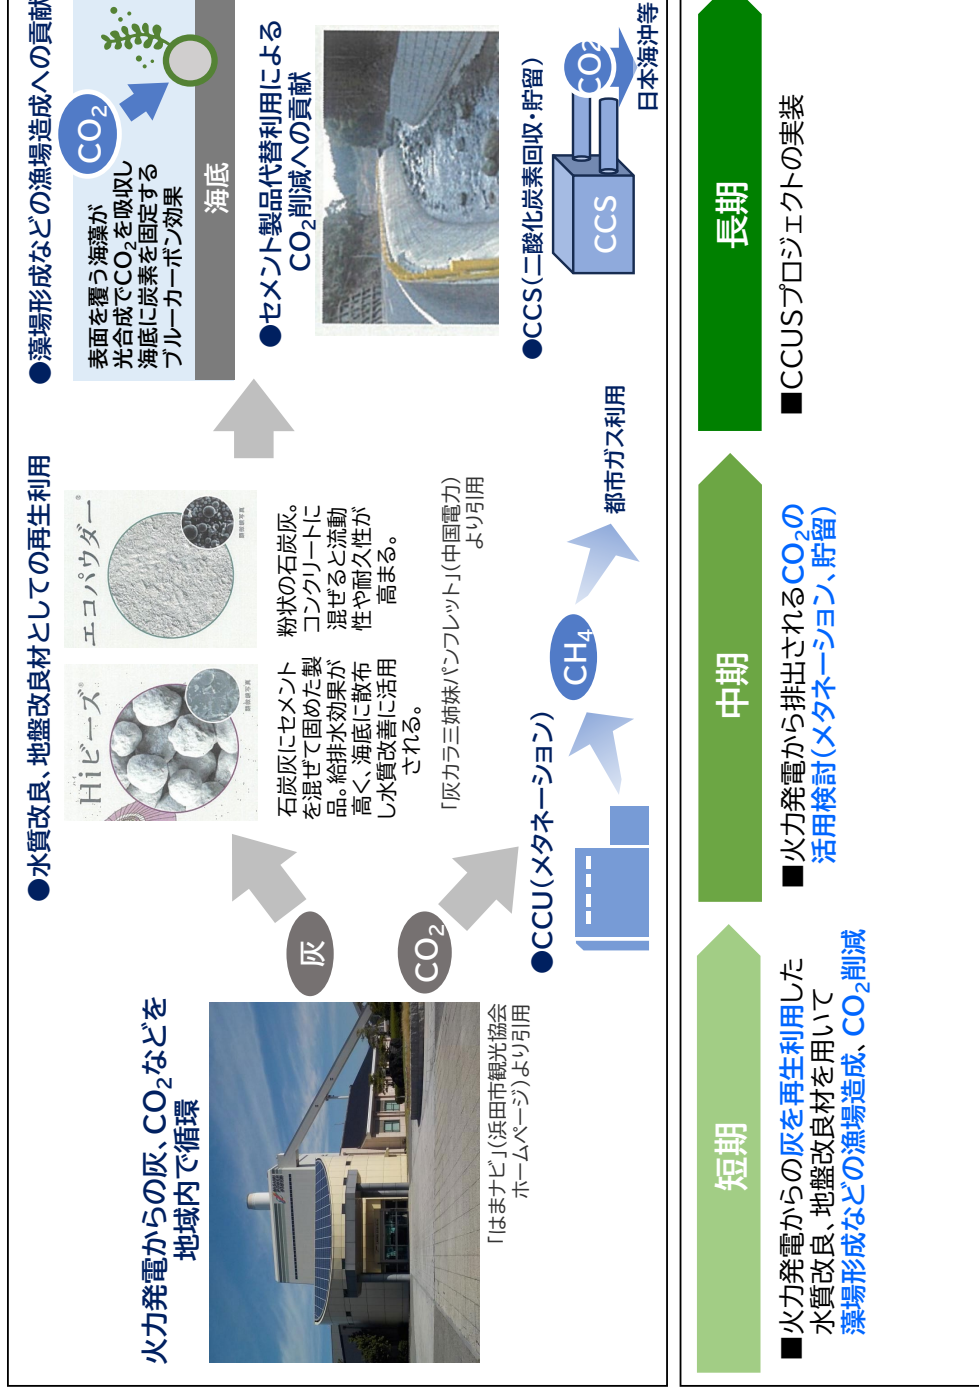 火力発電からの灰、CO₂などを
地域内で循環
「はまナビ」(浜田市観光協会
ホームページ)より引用
灰
CO₂
●水質改良、地盤改良材としての再生利用
Hiビーズ®
顕微鏡写真
石炭灰にセメント
を混ぜて固めた製
品。給排水効果が
高く、海底に散布
し水質改善に活用
される。
エコパウダー®
顕微鏡写真
粉状の石炭灰。
コンクリートに
混ぜると流動
性や耐久性が
高まる。
「灰カラ三姉妹パンフレット」(中国電力)
より引用
●CCU(メタネーション)
CH₄
都市ガス利用
●藻場形成などの漁場造成への貢献
CO₂
表面を覆う海藻が
光合成でCO₂を吸収し
海底に炭素を固定する
ブルーカーボン効果
海底
●セメント製品代替利用による
CO₂削減への貢献
●CCS(二酸化炭素回収・貯留)
CO₂
CCS
日本海沖等
短期
■火力発電からの灰を再生利用した
水質改良、地盤改良材を用いて
藻場形成などの漁場造成、CO₂削減
中期
■火力発電から排出されるCO₂の
活用検討(メタネーション、貯留)
長期
■CCUSプロジェクトの実装